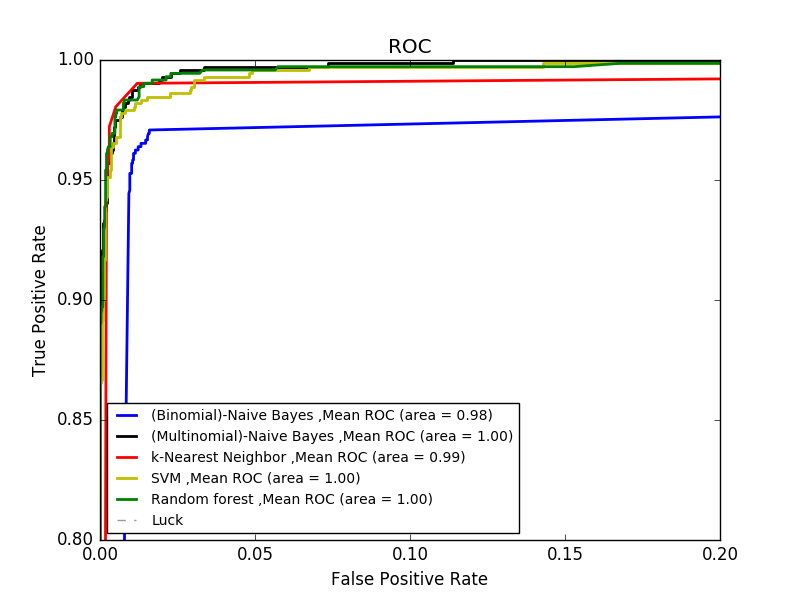 ROC
1.00
0.95
0.90
0.85
0.80
True Positive Rate
(Binomial)-Naive Bayes ,Mean ROC (area = 0.98)
(Multinomial)-Naive Bayes ,Mean ROC (area = 1.00)
k-Nearest Neighbor ,Mean ROC (area = 0.99)
SVM ,Mean ROC (area = 1.00)
Random forest ,Mean ROC (area = 1.00)
Luck
0.00 0.05 0.10 0.15 0.20
False Positive Rate